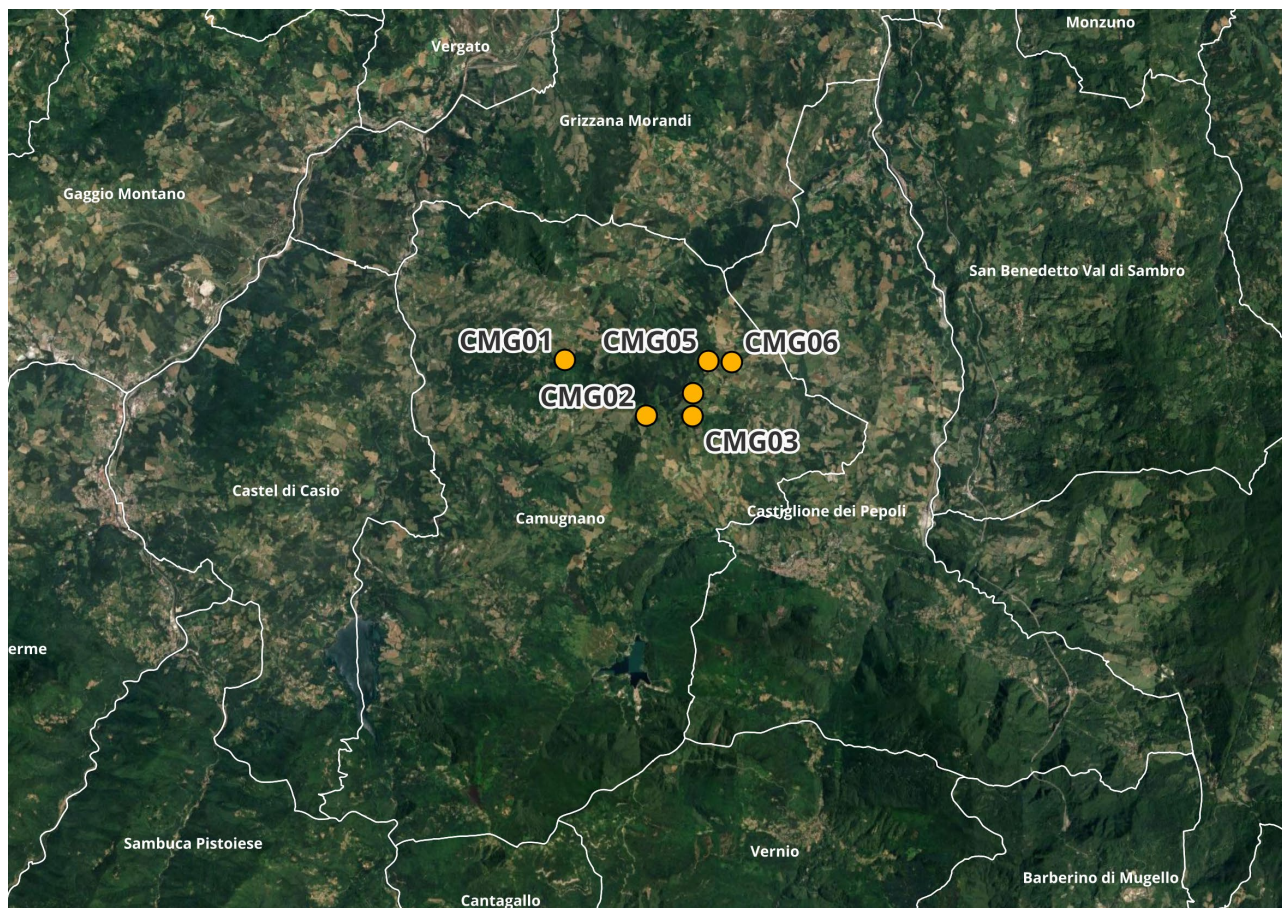 Monzuno
Vergato
Grizzana Morandi
Gaggio Montano
San Benedetto Val di Sambro
CMG01
CMG05
CMG06
CMG02
CMG03
Castel di Casio
Camugnano
Castiglione dei Pepoli
erme
Sambuca Pistoiese
Vernio
Barberino di Mugello
Cantagallo